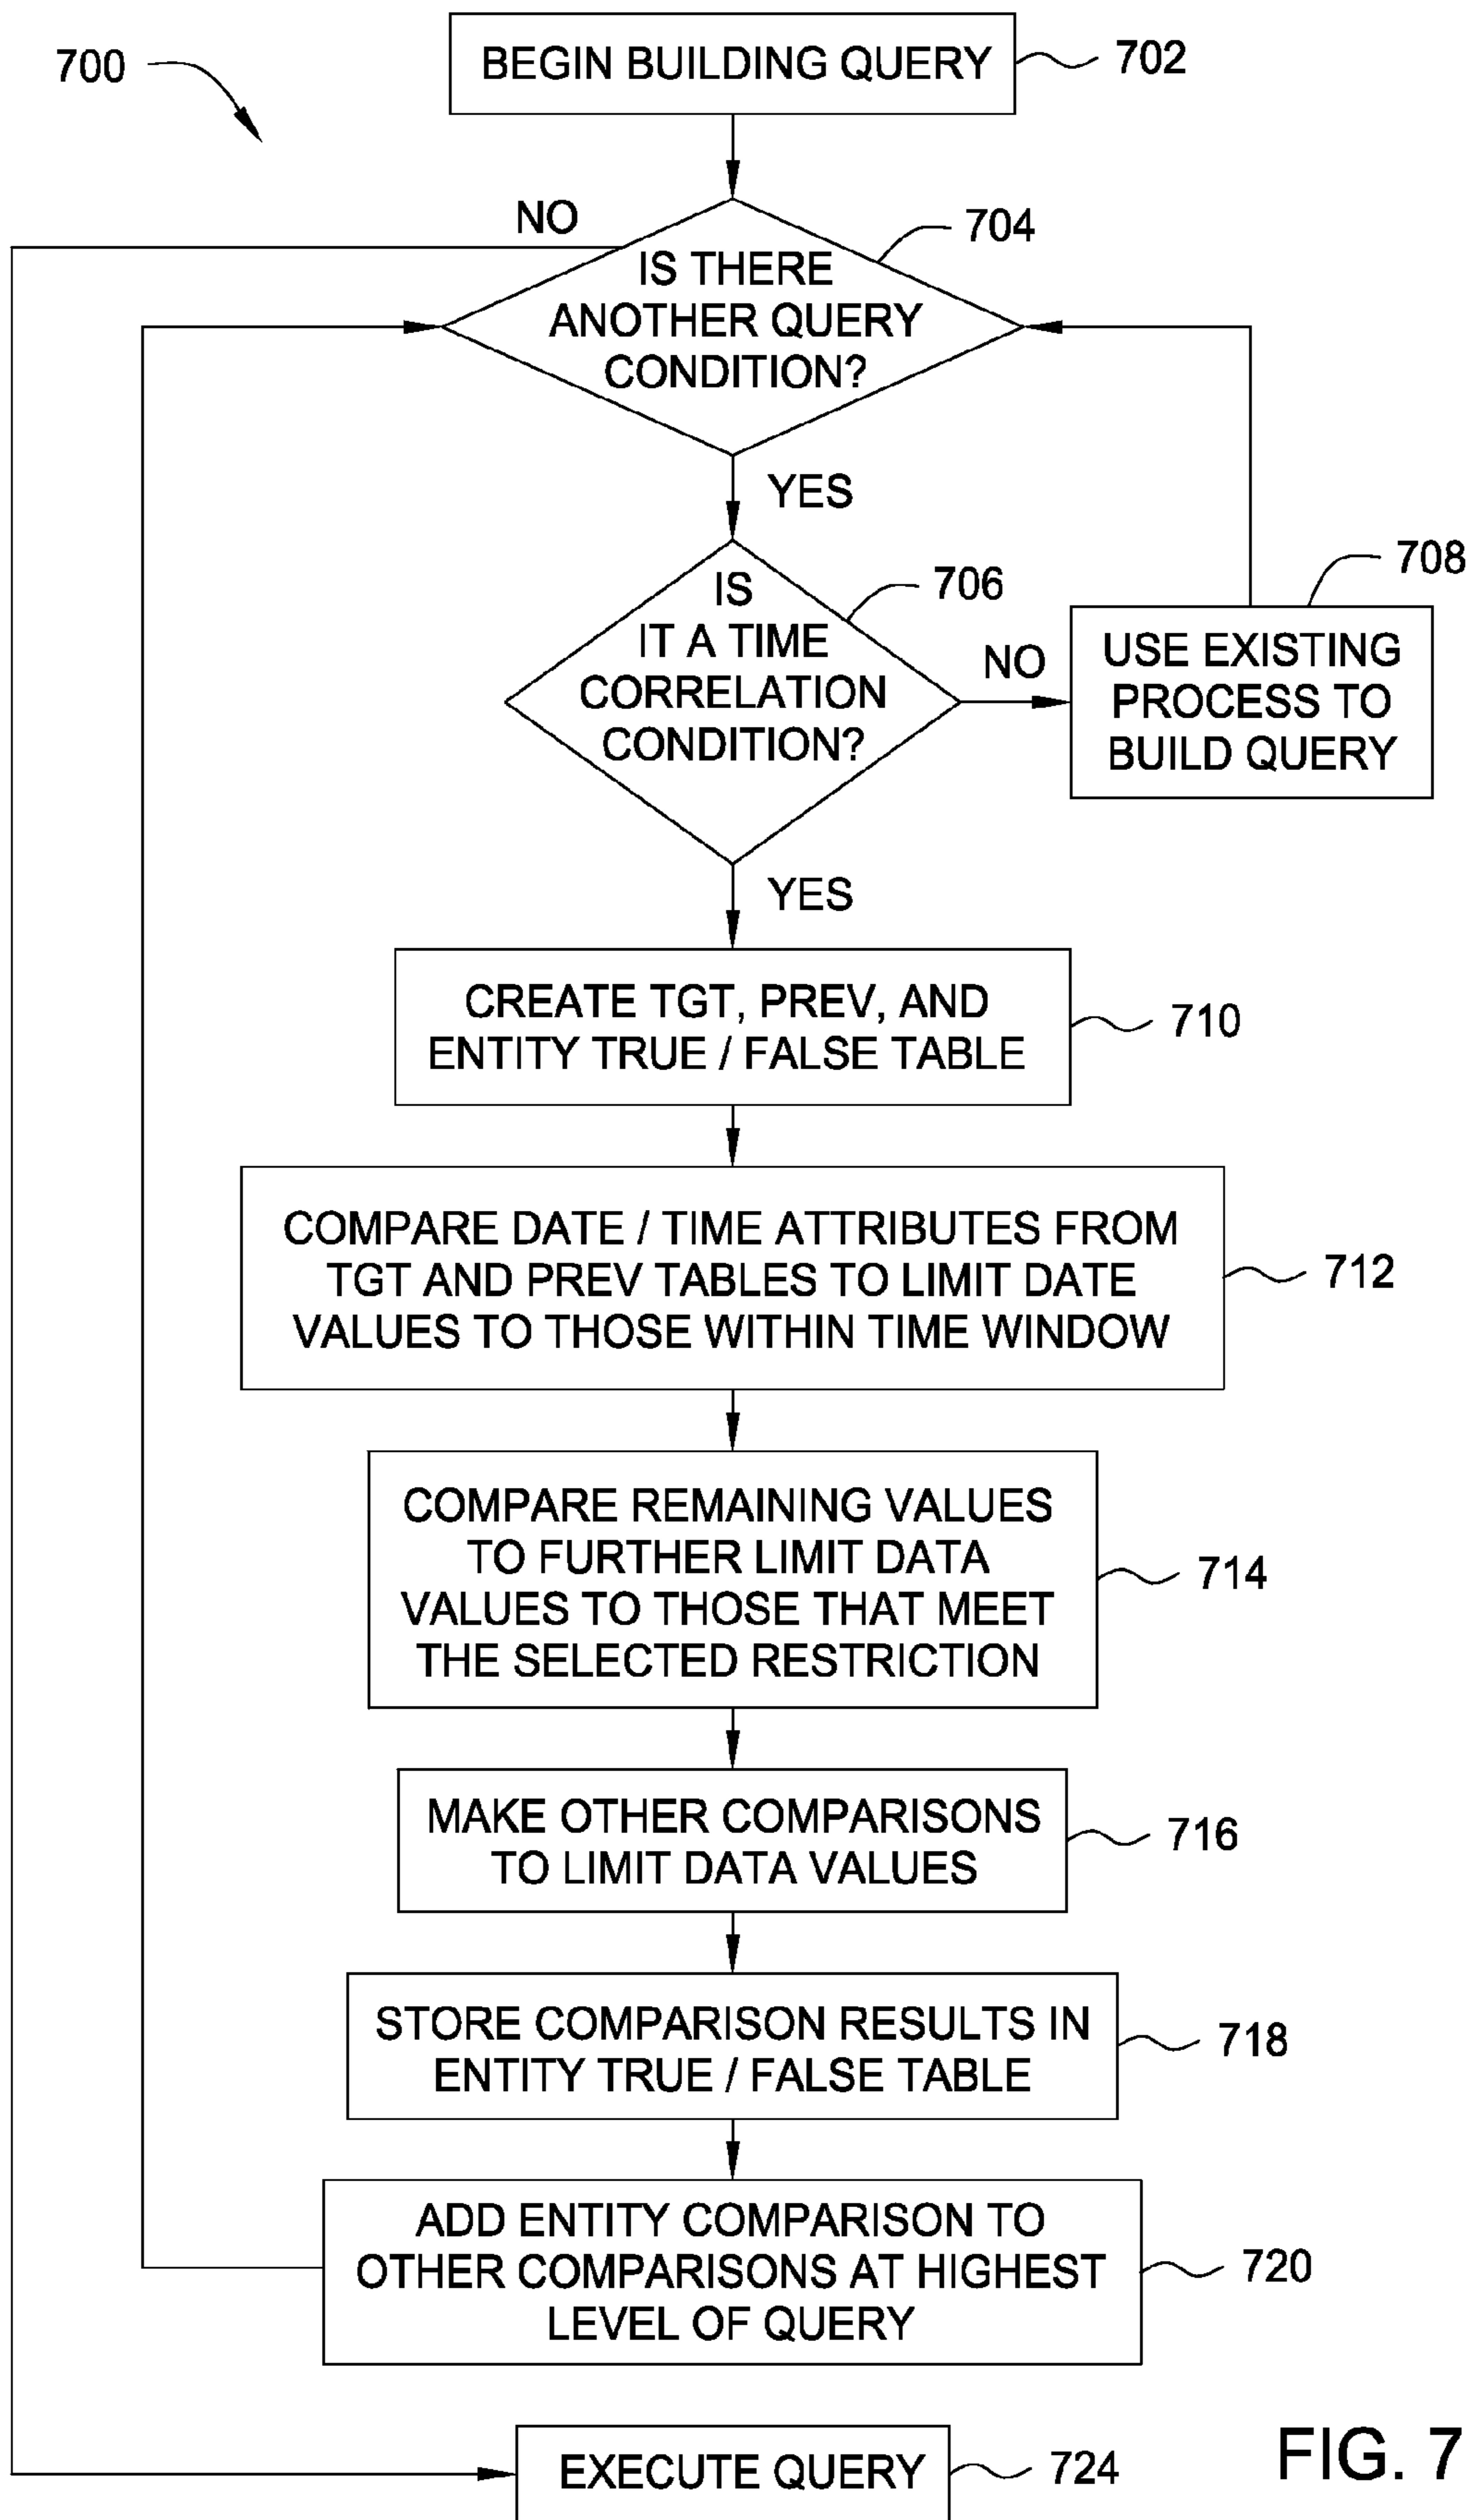 700
BEGIN BUILDING QUERY
702
NO
704
IS THERE
ANOTHER QUERY
CONDITION?
YES
706
IS
IT A TIME
CORRELATION
CONDITION?
NO
708
USE EXISTING
PROCESS TO
BUILD QUERY
YES
CREATE TGT, PREV, AND
ENTITY TRUE / FALSE TABLE
710
COMPARE DATE / TIME ATTRIBUTES FROM
TGT AND PREV TABLES TO LIMIT DATE
VALUES TO THOSE WITHIN TIME WINDOW
712
COMPARE REMAINING VALUES
TO FURTHER LIMIT DATA
VALUES TO THOSE THAT MEET
THE SELECTED RESTRICTION
714
MAKE OTHER COMPARISONS
TO LIMIT DATA VALUES
716
STORE COMPARISON RESULTS IN
ENTITY TRUE / FALSE TABLE
718
ADD ENTITY COMPARISON TO
OTHER COMPARISONS AT HIGHEST
LEVEL OF QUERY
720
EXECUTE QUERY
724
FIG. 7